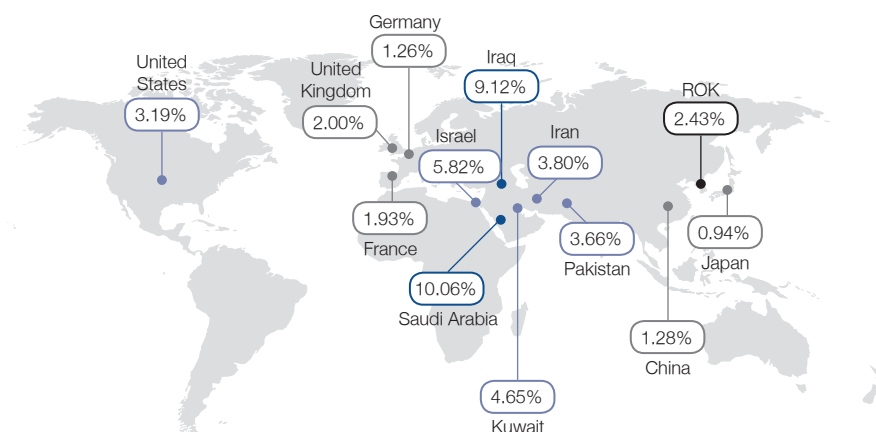 Germany
1.26%
United
States
3.19%
United
Kingdom
2.00%
Iraq
9.12%
ROK
2.43%
Israel
5.82%
Iran
3.80%
1.93%
France
3.66%
Pakistan
0.94%
Japan
10.06%
Saudi Arabia
1.28%
China
4.65%
Kuwait